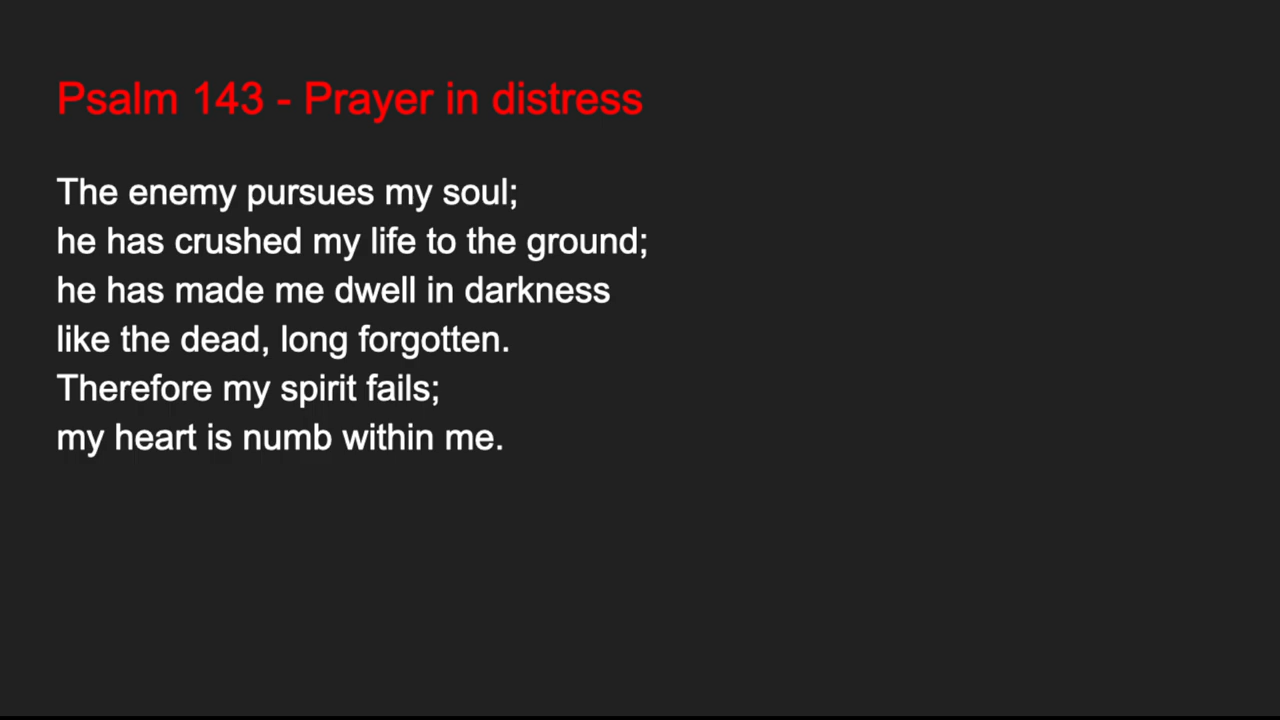 Psalm 143 - Prayer in distress
The enemy pursues my soul;
he has crushed my life to the ground;
he has made me dwell in darkness
like the dead, long forgotten.
Therefore my spirit fails;
my heart is numb within me.